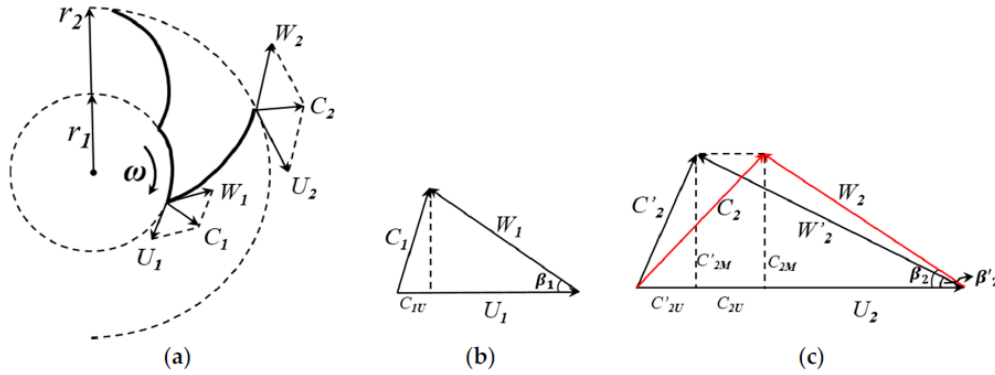 r₂
W₂
C₂
r₁
ω
U₂
W₁
C₁
U₁
(a)
C₁
W₁
β₁
C₁U
U₁
(b)
C'₂
C₂
W₂
W'₂
C'₂M
C₂M
β₂
β'₂
C'₂U
C₂U
U₂
(c)